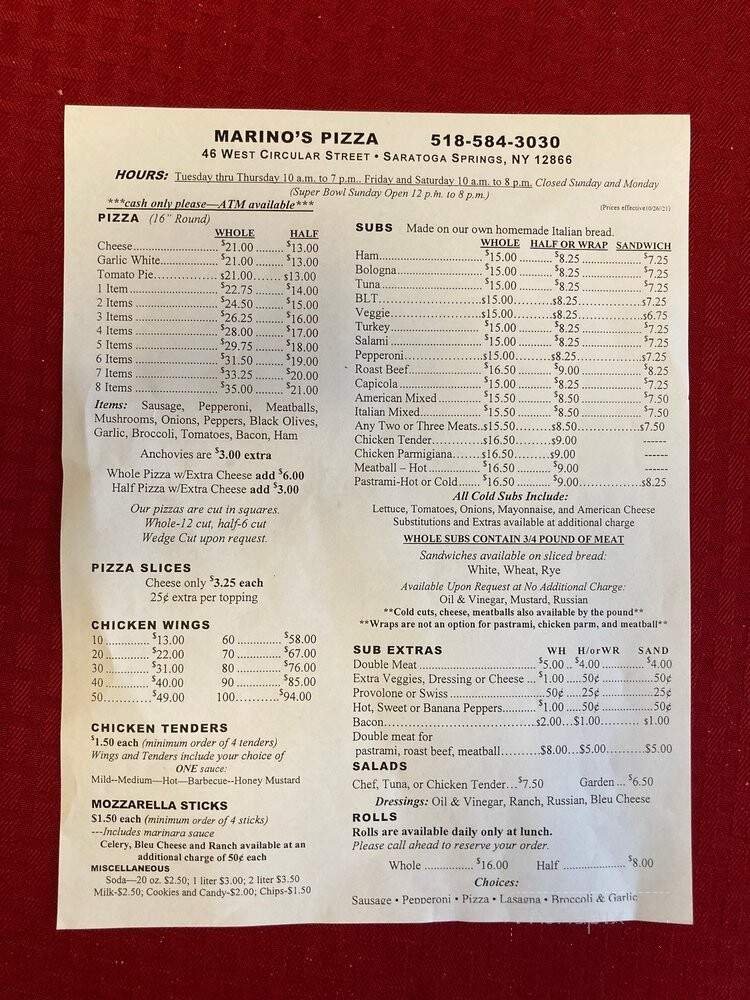 MARINO'S PIZZA 518-584-3030
46 WEST CIRCULAR STREET • SARATOGA SPRINGS, NY 12866
HOURS: Tuesday thru Thursday 10 a.m. to 7 p.m.. Friday and Saturday 10 a.m. to 8 p.m. Closed Sunday and Monday
(Super Bowl Sunday Open 12 p.m. to 8 p.m.)
***cash only please—ATM available***
(Prices effective10/26/21)
PIZZA (16" Round)
WHOLE HALF
Cheese ........ $21.00 ........ $13.00
Garlic White ........ $21.00 ........ $13.00
Tomato Pie ........ $21.00 ....... $13.00
1 Item ........ $22.75 ........ $14.00
2 Items ........ $24.50 ........ $15.00
3 Items ........ $26.25 ........ $16.00
4 Items ........ $28.00 ........ $17.00
5 Items ........ $29.75 ........ $18.00
6 Items ........ $31.50 ........ $19.00
7 Items ........ $33.25 ........ $20.00
8 Items ........ $35.00 ........ $21.00
Items: Sausage, Pepperoni, Meatballs,
Mushrooms, Onions, Peppers, Black Olives,
Garlic, Broccoli, Tomatoes, Bacon, Ham
Anchovies are $3.00 extra
Whole Pizza w/Extra Cheese add $6.00
Half Pizza w/Extra Cheese add $3.00
Our pizzas are cut in squares.
Whole-12 cut, half-6 cut
Wedge Cut upon request.
PIZZA SLICES
Cheese only $3.25 each
25¢ extra per topping
CHICKEN WINGS
10 ............. $13.00 60 ............. $58.00
20 ............. $22.00 70 ............. $67.00
30 ............. $31.00 80 ............. $76.00
40 ............. $40.00 90 ............. $85.00
50 ............. $49.00 100 .......... $94.00
CHICKEN TENDERS
$1.50 each (minimum order of 4 tenders)
Wings and Tenders include your choice of
ONE sauce:
Mild--Medium—Hot—Barbecue--Honey Mustard
MOZZARELLA STICKS
$1.50 each (minimum order of 4 sticks)
---Includes marinara sauce
Celery, Bleu Cheese and Ranch available at an
additional charge of 50¢ each
MISCELLANEOUS
Soda—20 oz. $2.50; 1 liter $3.00; 2 liter $3.50
Milk-$2.50; Cookies and Candy-$2.00; Chips-$1.50
SUBS Made on our own homemade Italian bread.
WHOLE HALF OR WRAP SANDWICH
Ham ........ $15.00 ........ $8.25 ........ $7.25
Bologna ........ $15.00 ........ $8.25 ........ $7.25
Tuna ........ $15.00 ........ $8.25 ........ $7.25
BLT ........ $15.00 ........ $8.25 ........ $7.25
Veggie ........ $15.00 ........ $8.25 ........ $6.75
Turkey ........ $15.00 ........ $8.25 ........ $7.25
Salami ........ $15.00 ........ $8.25 ........ $7.25
Pepperoni ........ $15.00 ........ $8.25 ........ $7.25
Roast Beef ........ $16.50 ........ $9.00 ........ $8.25
Capicola ........ $15.00 ........ $8.25 ........ $7.25
American Mixed ........ $15.50 ........ $8.50 ........ $7.50
Italian Mixed ........ $15.50 ........ $8.50 ........ $7.50
Any Two or Three Meats..$15.50 ........ $8.50 ........ $7.50
Chicken Tender ........ $16.50 ........ $9.00 ------
Chicken Parmigiana ....... $16.50 ........ $9.00 ------
Meatball – Hot ........ $16.50 ........ $9.00 ------
Pastrami-Hot or Cold ...... $16.50 ........ $9.00 ........ $8.25
All Cold Subs Include:
Lettuce, Tomatoes, Onions, Mayonnaise, and American Cheese
Substitutions and Extras available at additional charge
WHOLE SUBS CONTAIN 3/4 POUND OF MEAT
Sandwiches available on sliced bread:
White, Wheat, Rye
Available Upon Request at No Additional Charge:
Oil & Vinegar, Mustard, Russian
**Cold cuts, cheese, meatballs also available by the pound**
**Wraps are not an option for pastrami, chicken parm, and meatball**
SUB EXTRAS WH H/orWR SAND
Double Meat ........ $5.00 .. $4.00 ........ $4.00
Extra Veggies, Dressing or Cheese ... $1.00 .....50¢ ........50¢
Provolone or Swiss ........50¢ ....25¢ ........25¢
Hot, Sweet or Banana Peppers ........ $1.00 .....50¢ ........50¢
Bacon ........ $2.00...$1.00 ........ $1.00
Double meat for
pastrami, roast beef, meatball ........ $8.00...$5.00 ........ $5.00
SALADS
Chef, Tuna, or Chicken Tender...$7.50 Garden ... $6.50
Dressings: Oil & Vinegar, Ranch, Russian, Bleu Cheese
ROLLS
Rolls are available daily only at lunch.
Please call ahead to reserve your order.
Whole ................ $16.00 Half .................. $8.00
Choices:
Sausage • Pepperoni • Pizza • Lasagna • Broccoli & Garlic